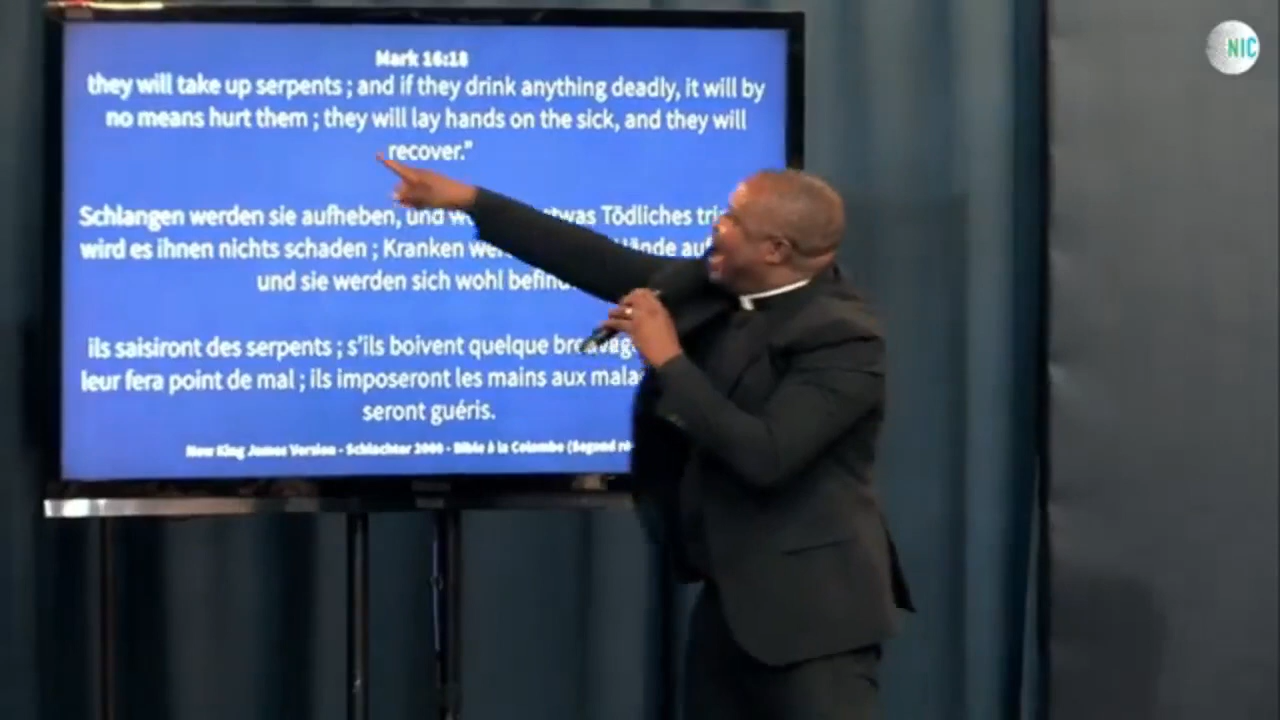 Mark 16:18
they will take up serpents ; and if they drink anything deadly, it will by
no means hurt them ; they will lay hands on the sick, and they will
recover.”
Schlangen werden sie aufheben, und twas Tödliches
wird es ihnen nichts schaden ; Kranken
und sie werden sich wohl
ils saisiront des serpents ; s'ils boivent quelque
leur fera point de mal ; ils imposeront les mains aux
seront guéris.
New King James Version - Schlachter 2000 - Bible à la Colombe (Segond
NIC